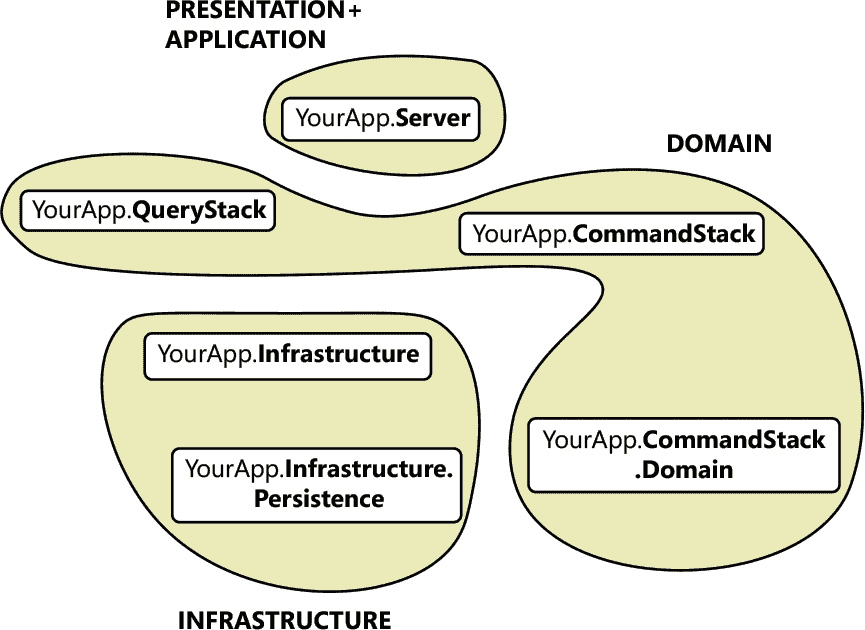 PRESENTATION+
APPLICATION
YourApp.Server
DOMAIN
YourApp.QueryStack
YourApp.CommandStack
YourApp.Infrastructure
YourApp.CommandStack
.Domain
YourApp.Infrastructure.
Persistence
INFRASTRUCTURE